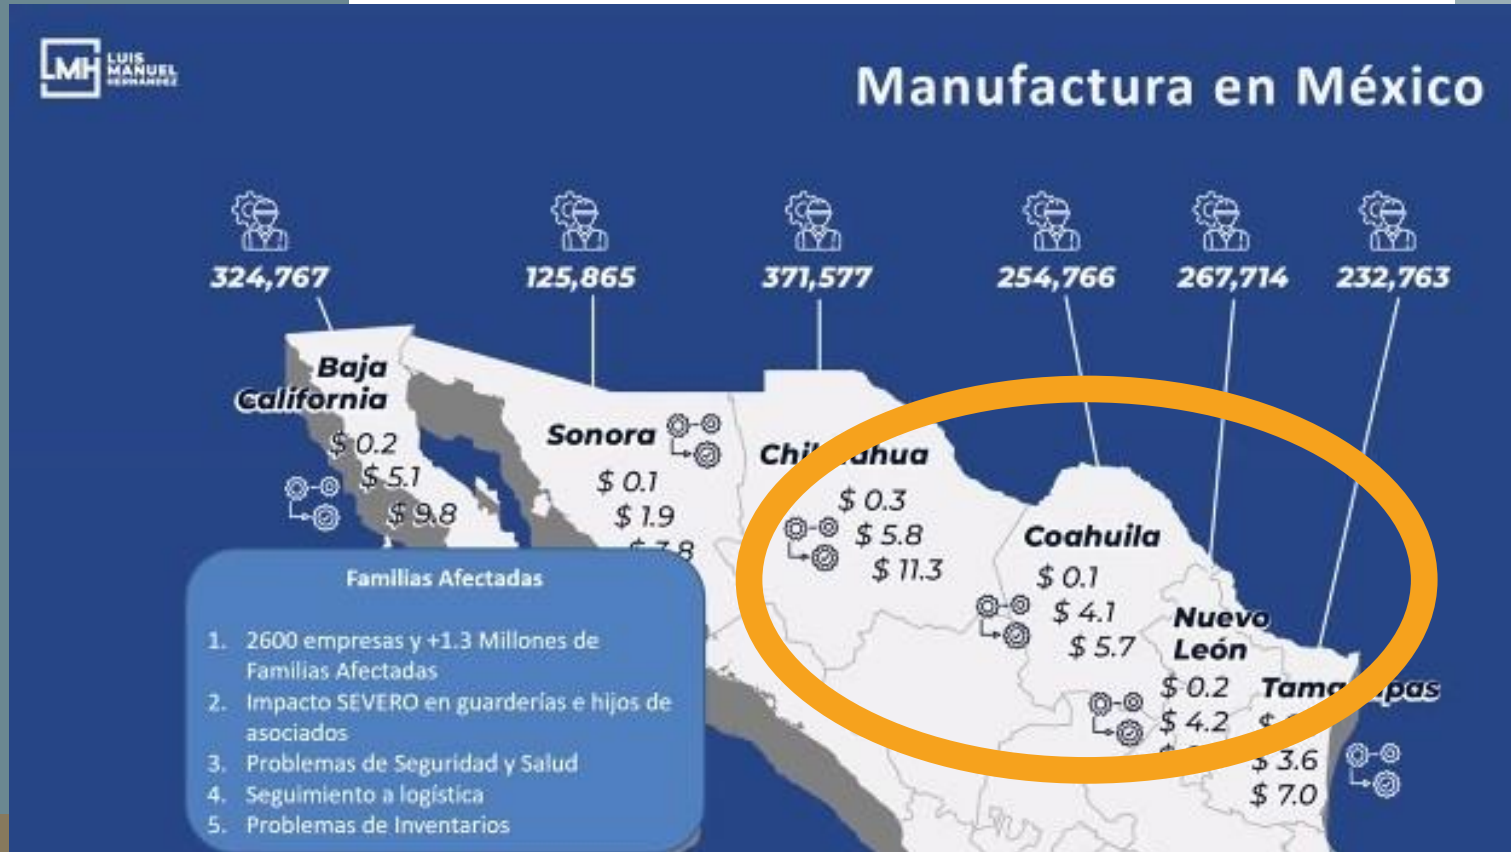 LMH LUIS
MANUEL
HERNÁNDEZ
Manufactura en México
324,767
125,865
371,577
254,766
267,714
232,763
Baja
California
$ 0.2
$ 5.1
$ 9.8
Sonora
$ 0.1
$ 1.9
Chihuahua
$ 0.3
$ 5.8
$ 11.3
Coahuila
$ 0.1
$ 4.1
$ 5.7
Nuevo
León
$ 0.2
$ 4.2
Tamaulipas
$ 3.6
$ 7.0
Familias Afectadas
1. 2600 empresas y +1.3 Millones de
Familias Afectadas
2. Impacto SEVERO en guarderías e hijos de
asociados
3. Problemas de Seguridad y Salud
4. Seguimiento a logística
5. Problemas de Inventarios